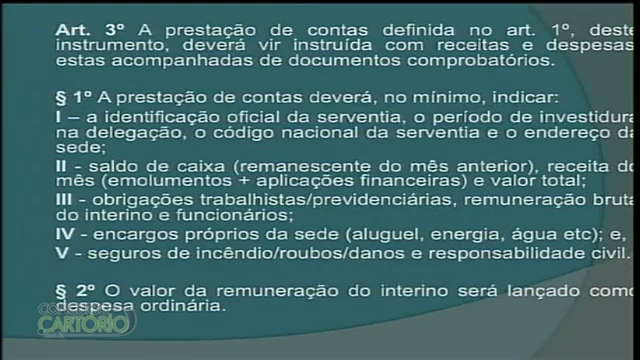 Art. 3º A prestação de contas definida no art. 1º, deste
instrumento, deverá vir instruída com receitas e despesas
estas acompanhadas de documentos comprobatórios.
§ 1º A prestação de contas deverá, no mínimo, indicar:
I – a identificação oficial da serventia, o período de investidura
na delegação, o código nacional da serventia e o endereço da
sede;
II - saldo de caixa (remanescente do mês anterior), receita do
mês (emolumentos + aplicações financeiras) e valor total;
III - obrigações trabalhistas/previdenciárias, remuneração bruta
do interino e funcionários;
IV - encargos próprios da sede (aluguel, energia, água etc); e,
V - seguros de incêndio/roubos/danos e responsabilidade civil.
§ 2º O valor da remuneração do interino será lançado como
despesa ordinária.
CARTÓRIO